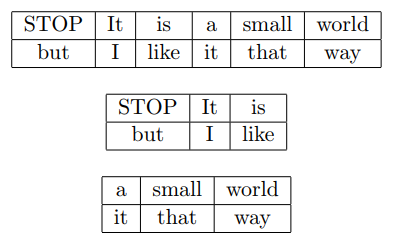 STOP It is a small world
but I like it that way
STOP It is
but I like
a small world
it that way